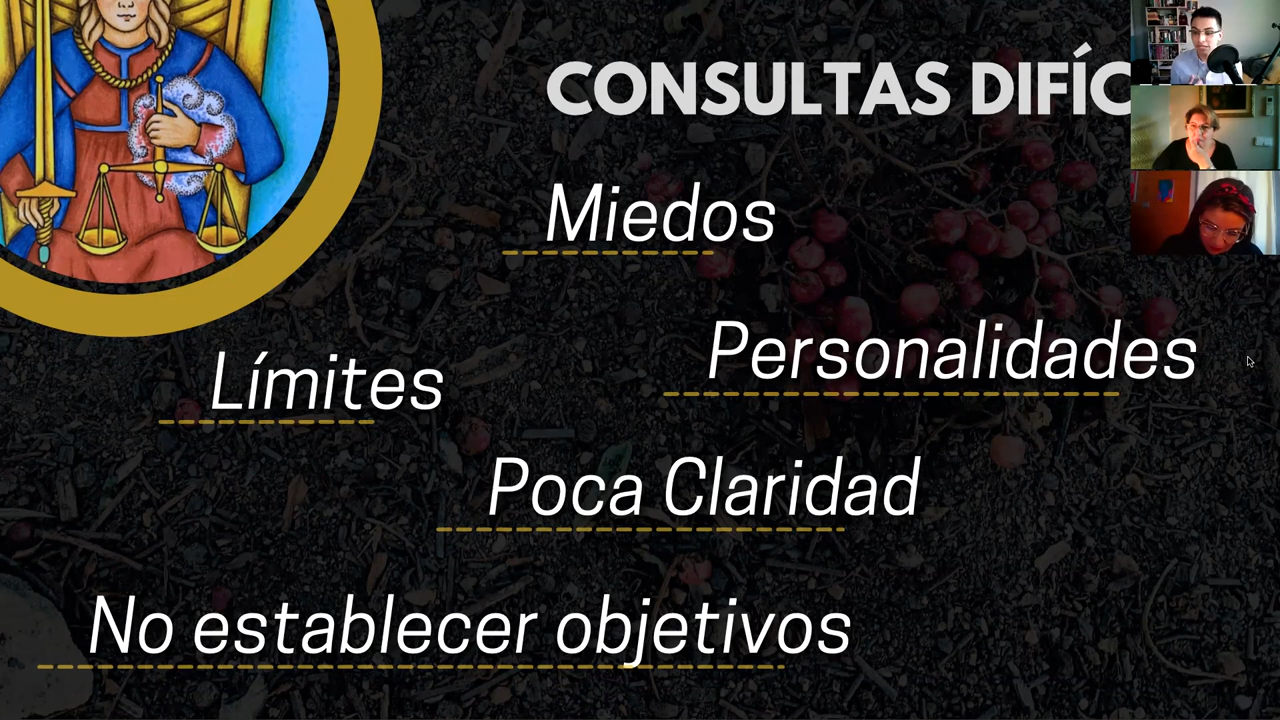 CONSULTAS DIFÍC
Miedos
Personalidades
Límites
Poca Claridad
No establecer objetivos